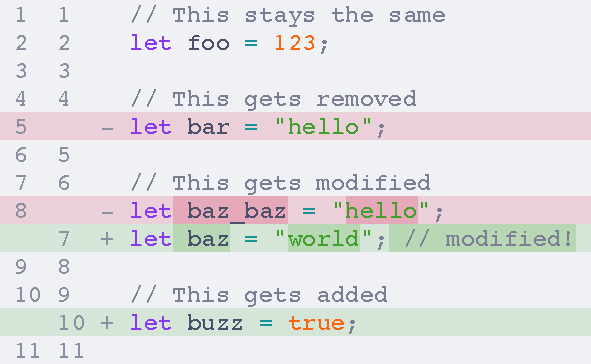 1 1 // This stays the same
2 2 let foo = 123;
3 3
4 4 // This gets removed
5 - let bar = "hello";
6 5
7 6 // This gets modified
8 - let baz_baz = "hello";
7 + let baz = "world"; // modified!
9 8
10 9 // This gets added
10 + let buzz = true;
11 11